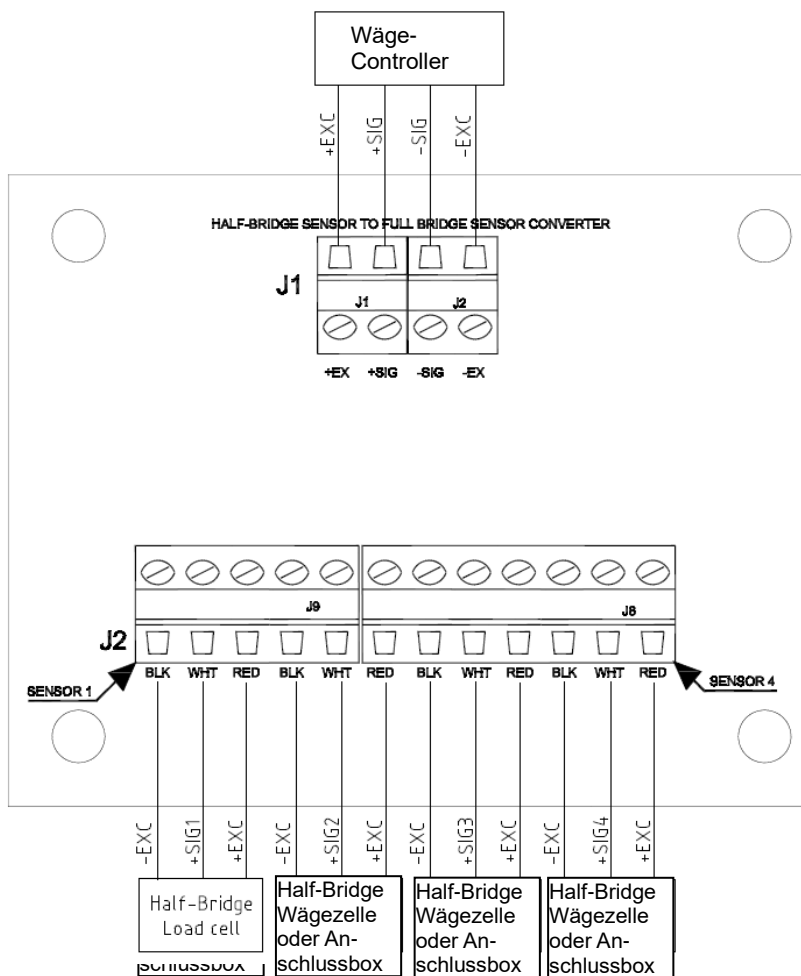 Wäge-
Controller
+EXC +SIG -SIG -EXC
HALF-BRIDGE SENSOR TO FULL BRIDGE SENSOR CONVERTER
J1
J1 J2
+EX +SIG -SIG -EX
J9 J8
J2
BLK WHT RED BLK WHT RED BLK WHT RED BLK WHT RED
SENSOR 1 SENSOR 4
-EXC +SIG1 +EXC -EXC +SIG2 +EXC -EXC +SIG3 +EXC -EXC +SIG4 +EXC
Half-Bridge
Load cell
schlussbox
Half-Bridge
Wägezelle
oder An-
schlussbox
Half-Bridge
Wägezelle
oder An-
schlussbox
Half-Bridge
Wägezelle
oder An-
schlussbox